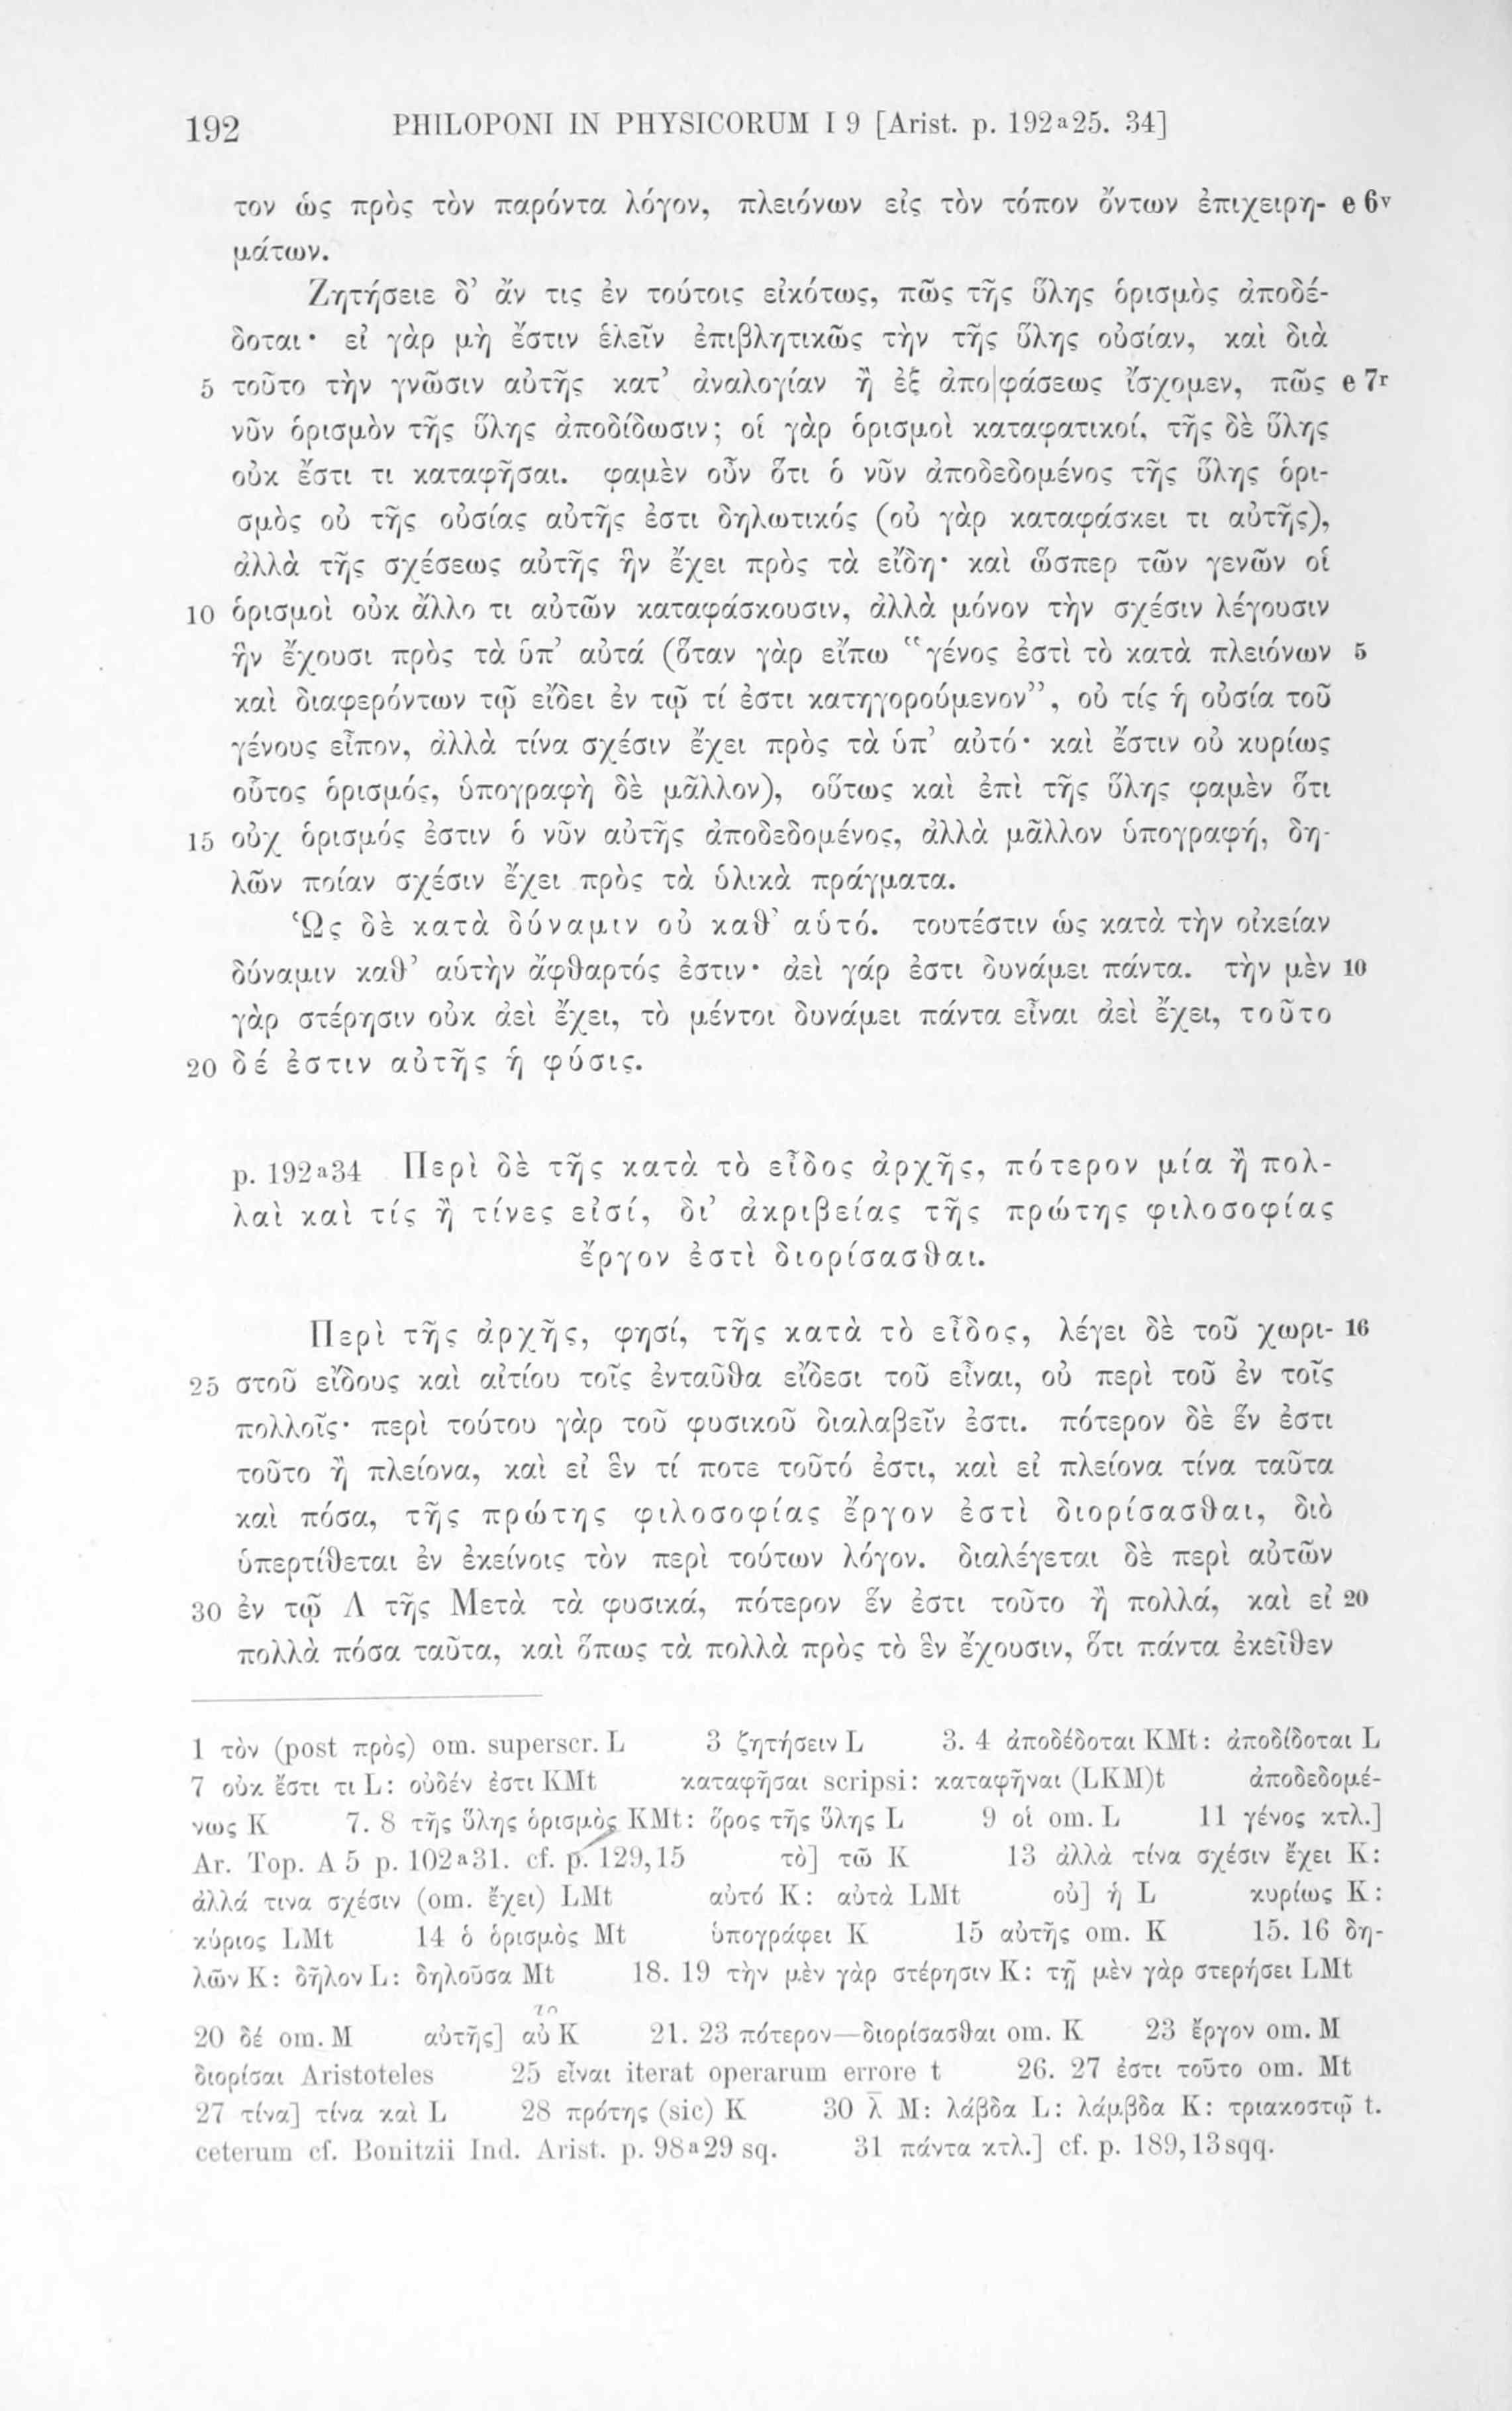 192 PHILOPONI IN PHYSICORUM I 9 [Arist. p. 192ª25. 34]
τον ὡς πρὸς τὸν παρόντα λόγον, πλειόνων εἰς τὸν τόπον ὄντων ἐπιχειρη- e 6v
μάτων.
Ζητήσειε δ’ ἄν τις ἐν τούτοις εἰκότως, πῶς τῆς ὕλης ὁρισμὸς ἀποδέ-
δοται· εἰ γὰρ μὴ ἔστιν ἑλεῖν ἐπιβλητικῶς τὴν τῆς ὕλης οὐσίαν, καὶ διὰ
5 τοῦτο τὴν γνῶσιν αὐτῆς κατ’ ἀναλογίαν ἢ ἐξ ἀπο|φάσεως ἴσχομεν, πῶς e 7r
νῦν ὁρισμὸν τῆς ὕλης ἀποδίδωσιν; οἱ γὰρ ὁρισμοὶ καταφατικοί, τῆς δὲ ὕλης
οὐκ ἔστι τι καταφῆσαι. φαμὲν οὖν ὅτι ὁ νῦν ἀποδεδομένος τῆς ὕλης ὁρι-
σμὸς οὐ τῆς οὐσίας αὐτῆς ἐστι δηλωτικός (οὐ γὰρ καταφάσκει τι αὐτῆς),
ἀλλὰ τῆς σχέσεως αὐτῆς ἣν ἔχει πρὸς τὰ εἴδη· καὶ ὥσπερ τῶν γενῶν οἱ
10 ὁρισμοὶ οὐκ ἄλλο τι αὐτῶν καταφάσκουσιν, ἀλλὰ μόνον τὴν σχέσιν λέγουσιν
ἣν ἔχουσι πρὸς τὰ ὑπ’ αὐτά (ὅταν γὰρ εἴπω “γένος ἐστὶ τὸ κατὰ πλειόνων 5
καὶ διαφερόντων τῷ εἴδει ἐν τῷ τί ἐστι κατηγορούμενον”, οὐ τίς ἡ οὐσία τοῦ
γένους εἶπον, ἀλλὰ τίνα σχέσιν ἔχει πρὸς τὰ ὑπ’ αὐτό· καὶ ἔστιν οὐ κυρίως
οὗτος ὁρισμός, ὑπογραφὴ δὲ μᾶλλον), οὕτως καὶ ἐπὶ τῆς ὕλης φαμὲν ὅτι
15 οὐχ ὁρισμός ἐστιν ὁ νῦν αὐτῆς ἀποδεδομένος, ἀλλὰ μᾶλλον ὑπογραφή, δη-
λῶν ποίαν σχέσιν ἔχει πρὸς τὰ ὑλικὰ πράγματα.
Ὡς δὲ κατὰ δύναμιν οὐ καθ’ αὑτό. τουτέστιν ὡς κατὰ τὴν οἰκείαν
δύναμιν καθ’ αὑτὴν ἄφθαρτός ἐστιν· ἀεὶ γάρ ἐστι δυνάμει πάντα. τὴν μὲν 10
γὰρ στέρησιν οὐκ ἀεὶ ἔχει, τὸ μέντοι δυνάμει πάντα εἶναι ἀεὶ ἔχει, τοῦτο
20 δέ ἐστιν αὐτῆς ἡ φύσις.
p. 192ª34 Περὶ δὲ τῆς κατὰ τὸ εἶδος ἀρχῆς, πότερον μία ἢ πολ-
λαὶ καὶ τίς ἢ τίνες εἰσί, δι’ ἀκριβείας τῆς πρώτης φιλοσοφίας
ἔργον ἐστὶ διορίσασθαι.
Περὶ τῆς ἀρχῆς, φησί, τῆς κατὰ τὸ εἶδος, λέγει δὲ τοῦ χωρι- 16
25 στοῦ εἴδους καὶ αἰτίου τοῖς ἐνταῦθα εἴδεσι τοῦ εἶναι, οὐ περὶ τοῦ ἐν τοῖς
πολλοῖς· περὶ τούτου γὰρ τοῦ φυσικοῦ διαλαβεῖν ἐστι. πότερον δὲ ἕν ἐστι
τοῦτο ἢ πλείονα, καὶ εἰ ἓν τί ποτε τοῦτό ἐστι, καὶ εἰ πλείονα τίνα ταῦτα
καὶ πόσα, τῆς πρώτης φιλοσοφίας ἔργον ἐστὶ διορίσασθαι, διὸ
ὑπερτίθεται ἐν ἐκείνοις τὸν περὶ τούτων λόγον. διαλέγεται δὲ περὶ αὐτῶν
30 ἐν τῷ Λ τῆς Μετὰ τὰ φυσικά, πότερον ἕν ἐστι τοῦτο ἢ πολλά, καὶ εἰ 20
πολλὰ πόσα ταῦτα, καὶ ὅπως τὰ πολλὰ πρὸς τὸ ἓν ἔχουσιν, ὅτι πάντα ἐκεῖθεν
1 τὸν (post πρὸς) om. superscr. L 3 ζητήσειν L 3. 4 ἀποδέδοται KMt: ἀποδίδοται L
7 οὐκ ἔστι τι L: οὐδέν ἐστι KMt καταφῆσαι scripsi: καταφῆναι (LKM)t ἀποδεδομέ-
νως K 7. 8 τῆς ὕλης ὁρισμὸς KMt: ὅρος τῆς ὕλης L 9 οἱ om. L 11 γένος κτλ.]
Ar. Top. A 5 p. 102ª31. cf. p. 129,15 τὸ] τῶ K 13 ἀλλὰ τίνα σχέσιν ἔχει K:
ἀλλά τινα σχέσιν (om. ἔχει) LMt αὐτό K: αὐτὰ LMt οὐ] ἡ L κυρίως K:
κύριος LMt 14 ὁ ὁρισμὸς Mt ὑπογράφει K 15 αὐτῆς om. K 15. 16 δη-
λῶν K: δῆλον L: δηλοῦσα Mt 18. 19 τὴν μὲν γὰρ στέρησιν K: τῇ μὲν γὰρ στερήσει LMt
20 δέ om. M αὐτῆς] αὐ K 21. 23 πότερον—διορίσασθαι om. K 23 ἔργον om. M
διορίσαι Aristoteles 25 εἶναι iterat operarum errore t 26. 27 ἐστι τοῦτο om. Mt
27 τίνα] τίνα καὶ L 28 πρότης (sic) K 30 λ̄ M: λάβδα L: λάμβδα K: τριακοστῷ t.
ceterum cf. Bonitzii Ind. Arist. p. 98ª29 sq. 31 πάντα κτλ.] cf. p. 189,13 sqq.